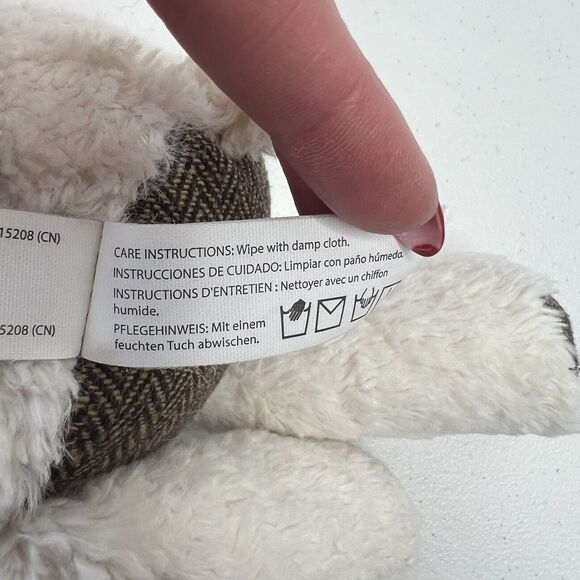 15208 (CN)
5208 (CN)
CARE INSTRUCTIONS: Wipe with damp cloth.
INSTRUCCIONES DE CUIDADO: Limpiar con paño húmedo.
INSTRUCTIONS D'ENTRETIEN : Nettoyer avec un chiffon
humide.
PFLEGEHINWEIS: Mit einem
feuchten Tuch abwischen.